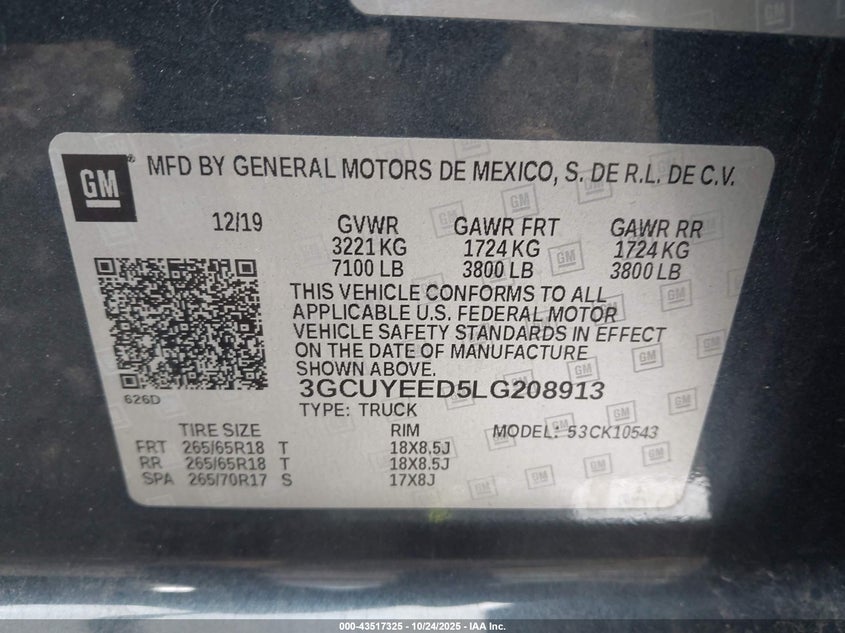 GM
MFD BY GENERAL MOTORS DE MEXICO, S. DE R.L. DE C.V.
12/19 GVWR GAWR FRT GAWR RR
3221 KG 1724 KG 1724 KG
7100 LB 3800 LB 3800 LB
THIS VEHICLE CONFORMS TO ALL
APPLICABLE U.S. FEDERAL MOTOR
VEHICLE SAFETY STANDARDS IN EFFECT
ON THE DATE OF MANUFACTURE
SHOWN ABOVE.
626D
3GCUYEED5LG208913
TYPE: TRUCK
TIRE SIZE RIM MODEL: 53CK10543
FRT 265/65R18 T 18X8.5J
RR 265/65R18 T 18X8.5J
SPA 265/70R17 S 17X8J
000-43517325 - 10/24/2025 - IAA Inc.